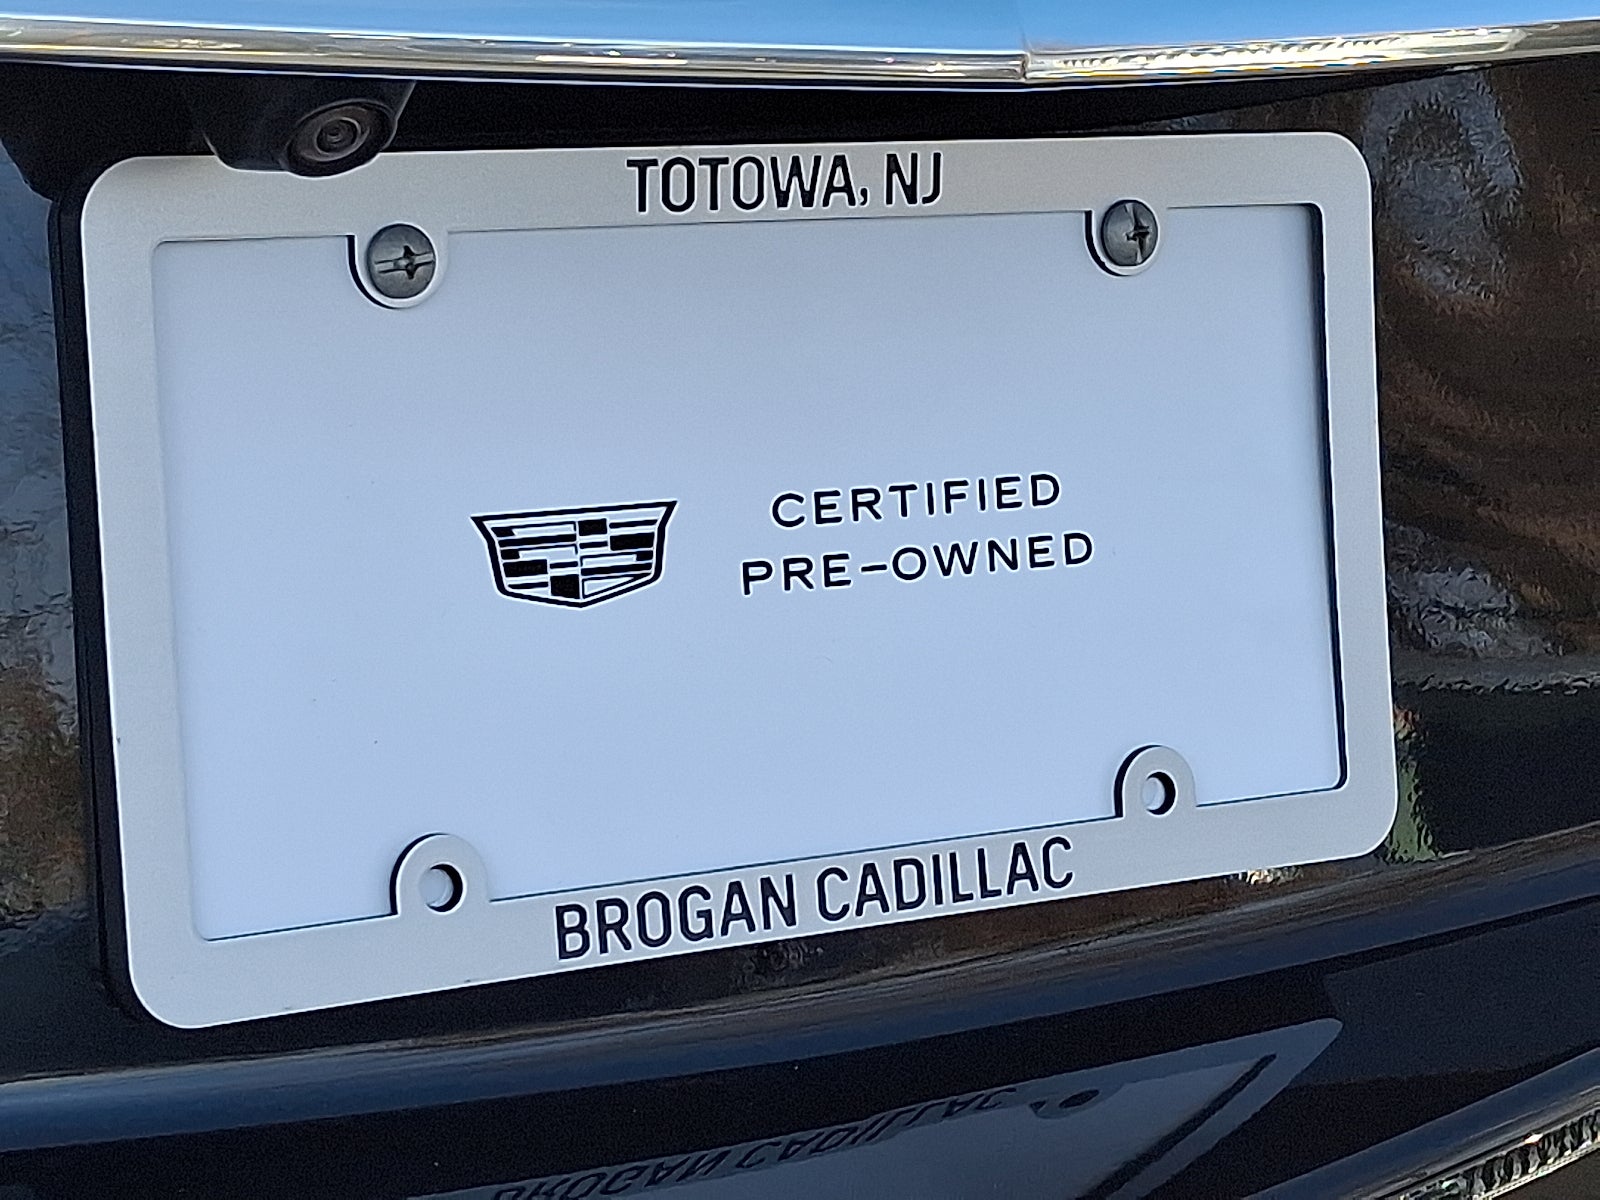 TOTOWA, NJ
CERTIFIED
PRE-OWNED
BROGAN CADILLAC